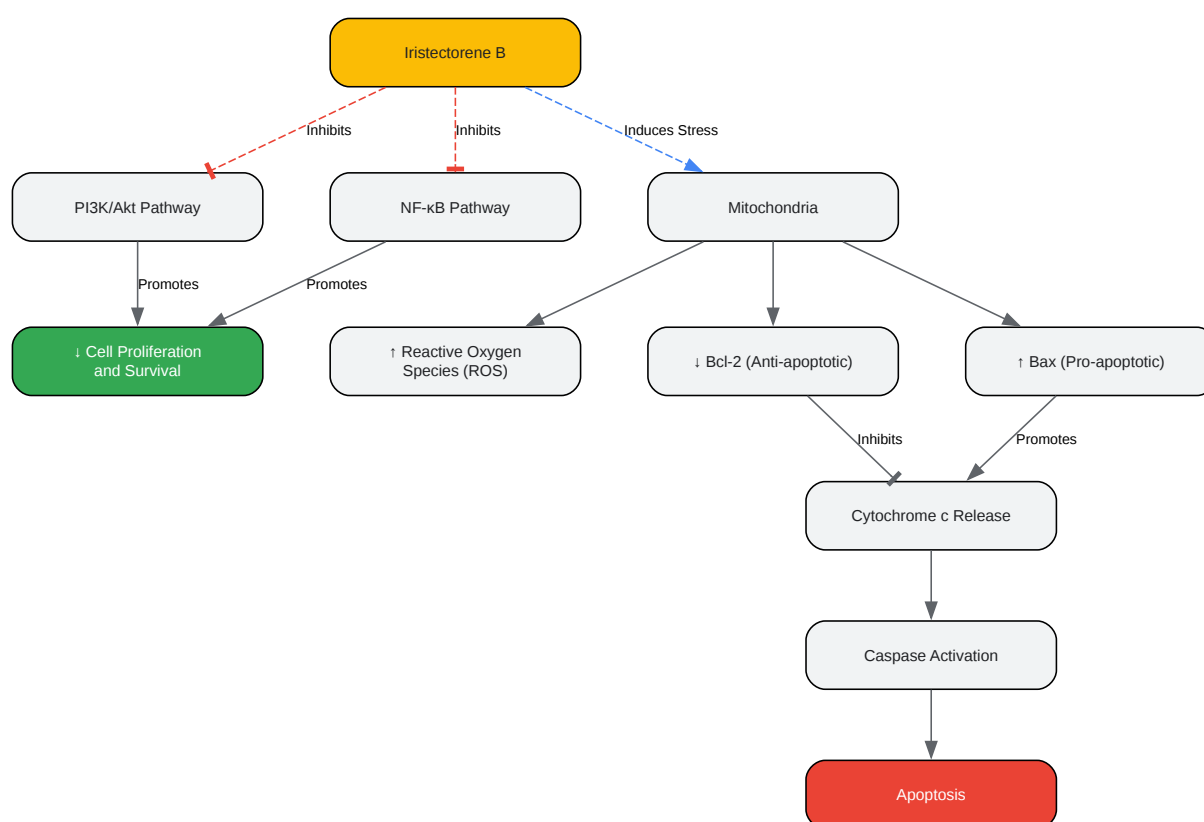 Iristectorene B
Inhibits
Inhibits
Induces Stress
PI3K/Akt Pathway
NF-κB Pathway
Mitochondria
Promotes
Promotes
↓ Cell Proliferation
and Survival
↑ Reactive Oxygen
Species (ROS)
↓ Bcl-2 (Anti-apoptotic)
↑ Bax (Pro-apoptotic)
Inhibits
Promotes
Cytochrome c Release
Caspase Activation
Apoptosis